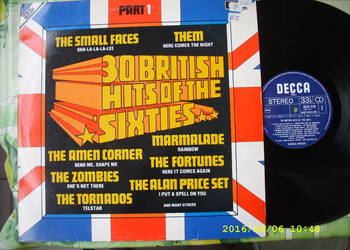 PART 1
THE SMALL FACES
SHA-LA-LA-LA-LEE
THEM
HERE COMES THE NIGHT
30 BRITISH
HITS OF THE
'SIXTIES
MARMALADE
RAINBOW
THE AMEN CORNER
BEND ME, SHAPE ME
THE FORTUNES
HERE IT COMES AGAIN
THE ZOMBIES
SHE'S NOT THERE
THE ALAN PRICE SET
I PUT A SPELL ON YOU
THE TORNADOS
TELSTAR
AND MANY OTHERS
DECCA
STEREO 33⅓
2016/06/06 10:48